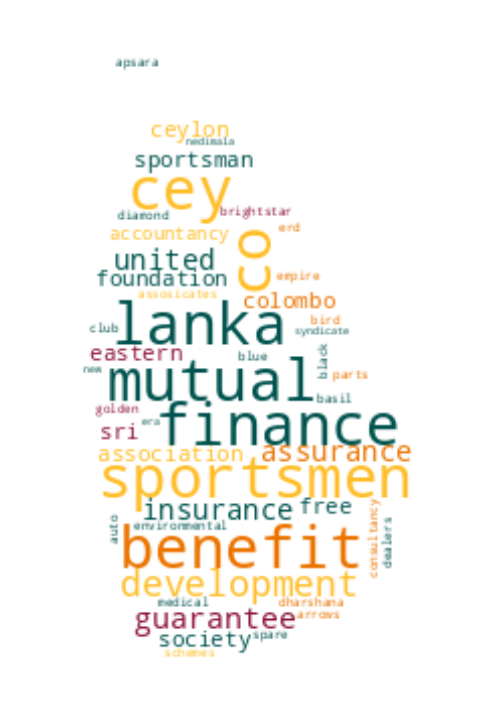 apsara
ceylon
nedimala
sportsman
cey
diamond brightstar
accountancy erd
co
united
foundation empire
assosicates colombo
lanka bird
club syndicate
eastern blue black
new mutual parts
golden basil
era finance
sri
association assurance
sportsmen
insurance free
auto environmental consultancy
benefit dealers
development
medical dharshana
guarantee arrows
society spare
schemes